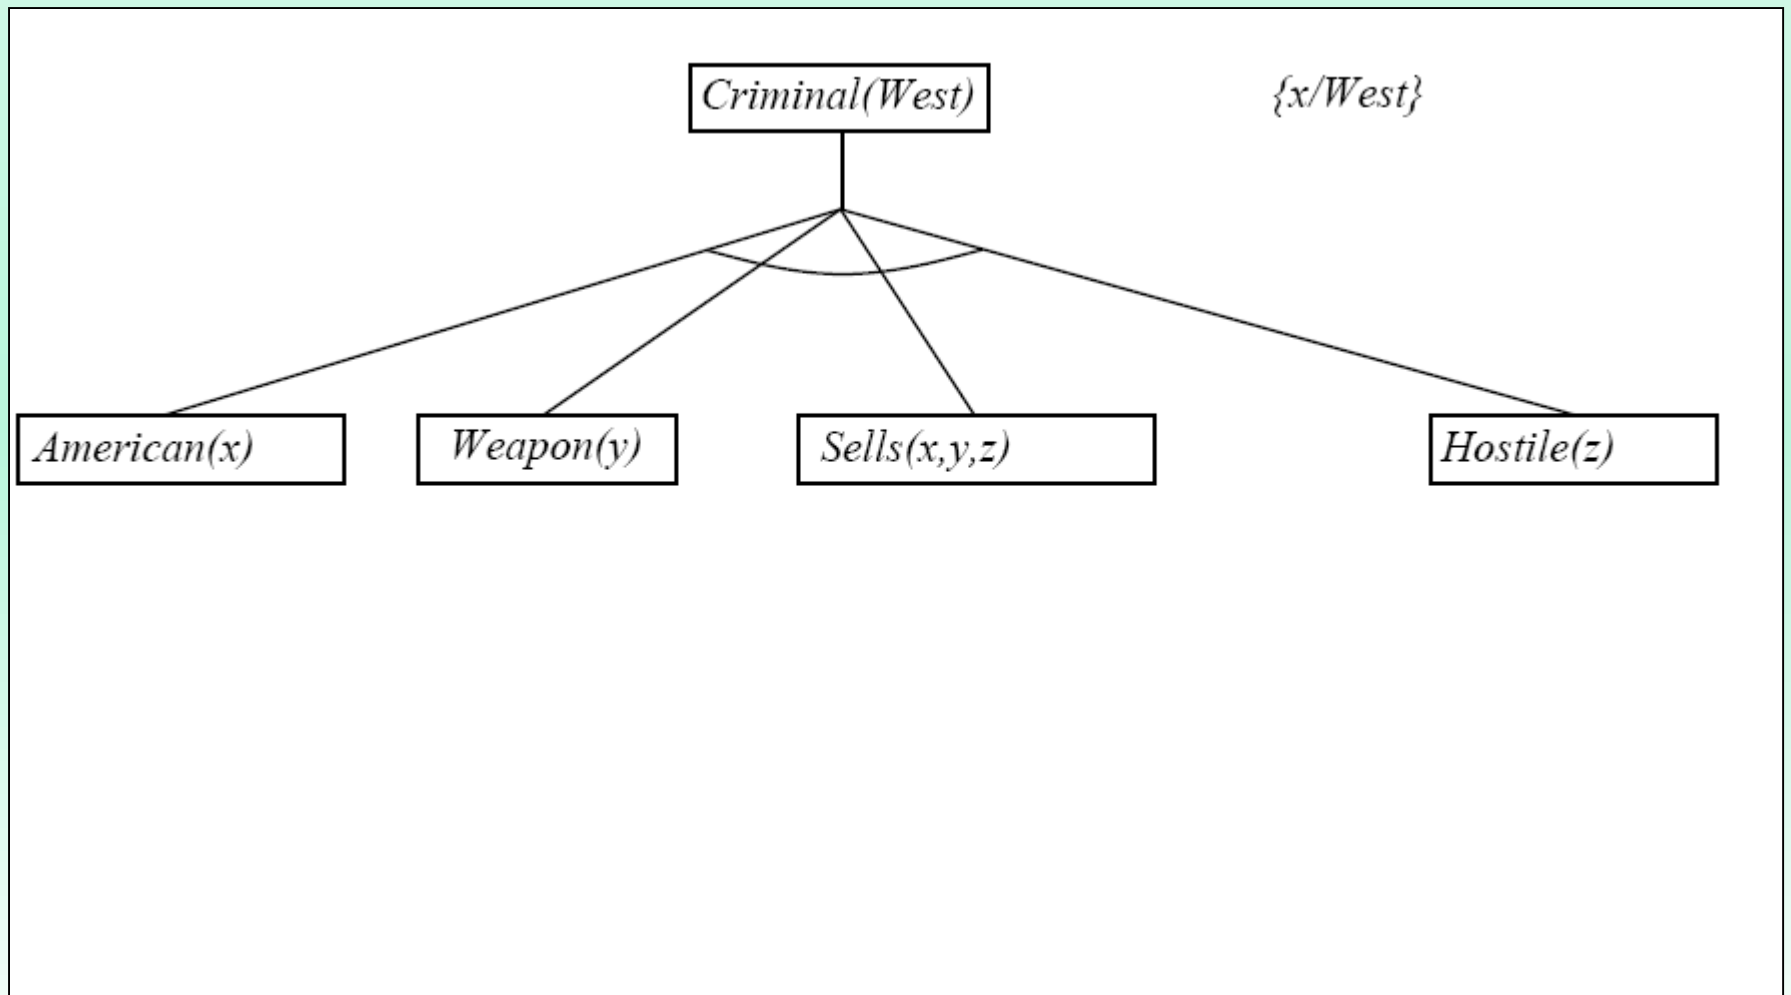 Criminal(West)
{x/West}
American(x)
Weapon(y)
Sells(x,y,z)
Hostile(z)